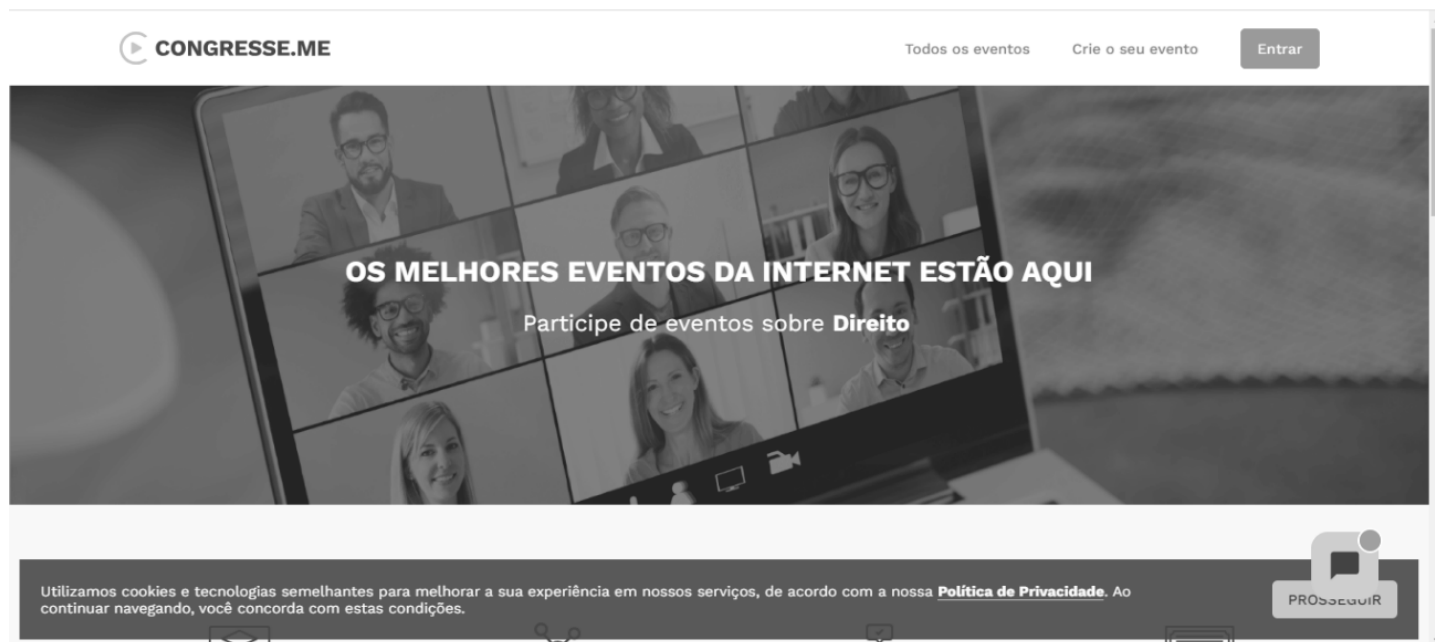 CONGRESSE.ME
Todos os eventos
Crie o seu evento
Entrar
OS MELHORES EVENTOS DA INTERNET ESTÃO AQUI
Participe de eventos sobre Direito
Utilizamos cookies e tecnologias semelhantes para melhorar a sua experiência em nossos serviços, de acordo com a nossa Política de Privacidade. Ao
continuar navegando, você concorda com estas condições.
PROSSEGUIR